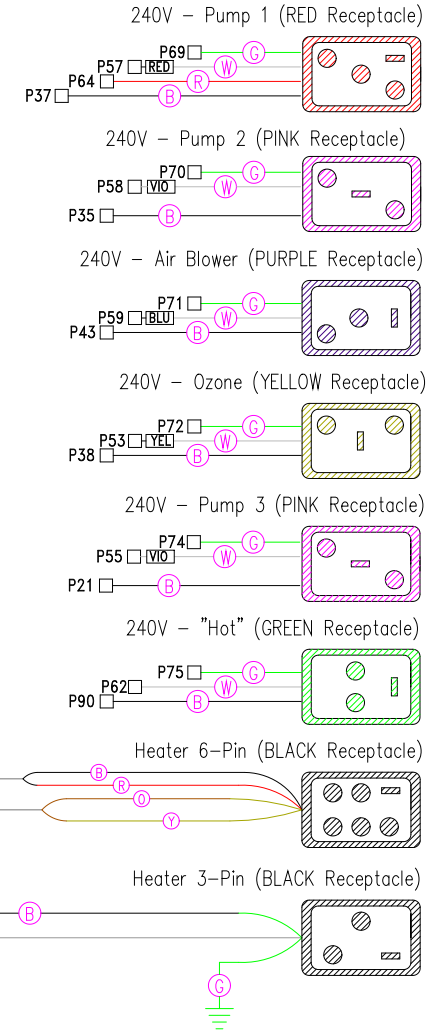 240V - Pump 1 (RED Receptacle)
P69 G
P57 RED W
P64 R
P37 B
240V - Pump 2 (PINK Receptacle)
P70 G
P58 VIO W
P35 B
240V - Air Blower (PURPLE Receptacle)
P71 G
P59 BLU W
P43 B
240V - Ozone (YELLOW Receptacle)
P72 G
P53 YEL W
P38 B
240V - Pump 3 (PINK Receptacle)
P74 G
P55 VIO W
P21 B
240V - "Hot" (GREEN Receptacle)
P75 G
P62 W
P90 B
Heater 6-Pin (BLACK Receptacle)
B
R
O
Y
Heater 3-Pin (BLACK Receptacle)
B
G